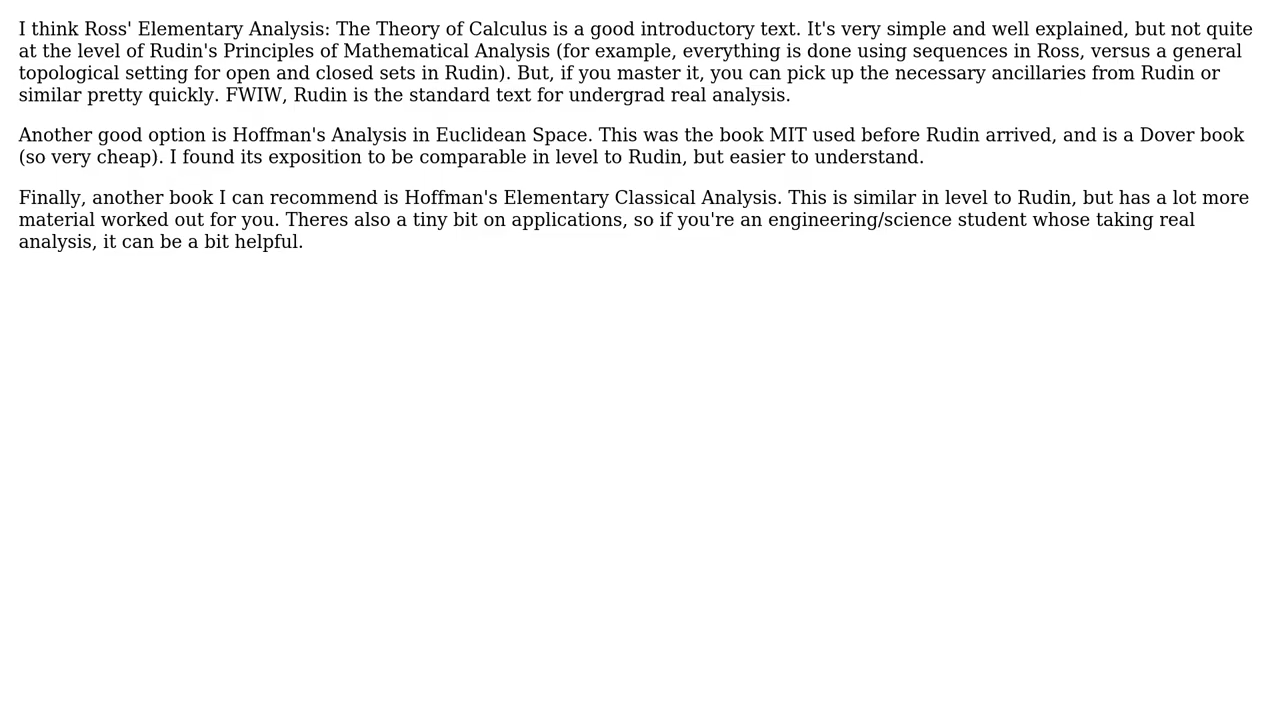 I think Ross' Elementary Analysis: The Theory of Calculus is a good introductory text. It's very simple and well explained, but not quite
at the level of Rudin's Principles of Mathematical Analysis (for example, everything is done using sequences in Ross, versus a general
topological setting for open and closed sets in Rudin). But, if you master it, you can pick up the necessary ancillaries from Rudin or
similar pretty quickly. FWIW, Rudin is the standard text for undergrad real analysis.
Another good option is Hoffman's Analysis in Euclidean Space. This was the book MIT used before Rudin arrived, and is a Dover book
(so very cheap). I found its exposition to be comparable in level to Rudin, but easier to understand.
Finally, another book I can recommend is Hoffman's Elementary Classical Analysis. This is similar in level to Rudin, but has a lot more
material worked out for you. Theres also a tiny bit on applications, so if you're an engineering/science student whose taking real
analysis, it can be a bit helpful.